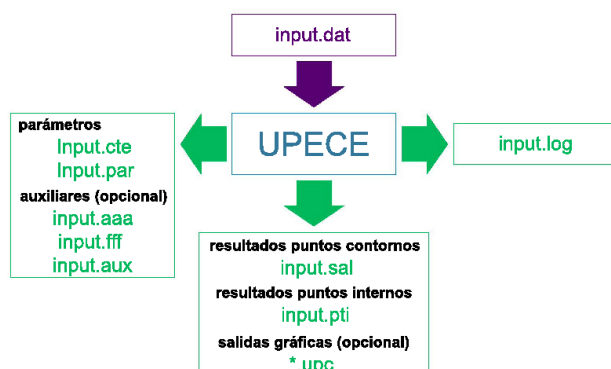 input.dat
UPECE
parámetros
Input.cte
Input.par
auxiliares (opcional)
input.aaa
input.fff
input.aux
input.log
resultados puntos contornos
input.sal
resultados puntos internos
input.pti
salidas gráficas (opcional)
*.upc